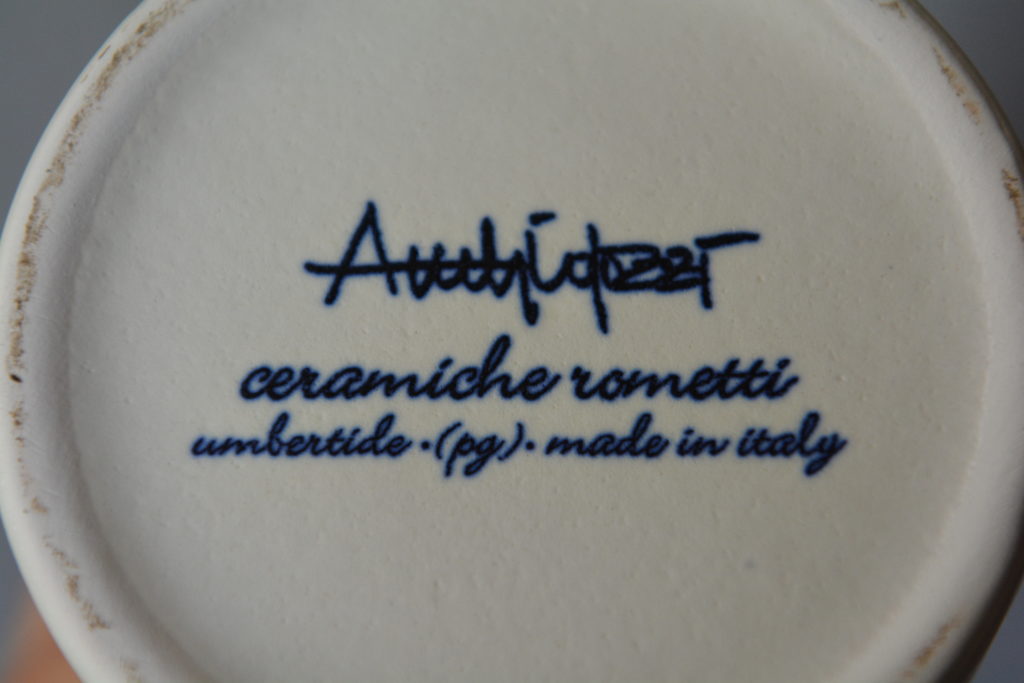 ceramiche rometti
umbertide •(pg)• made in italy